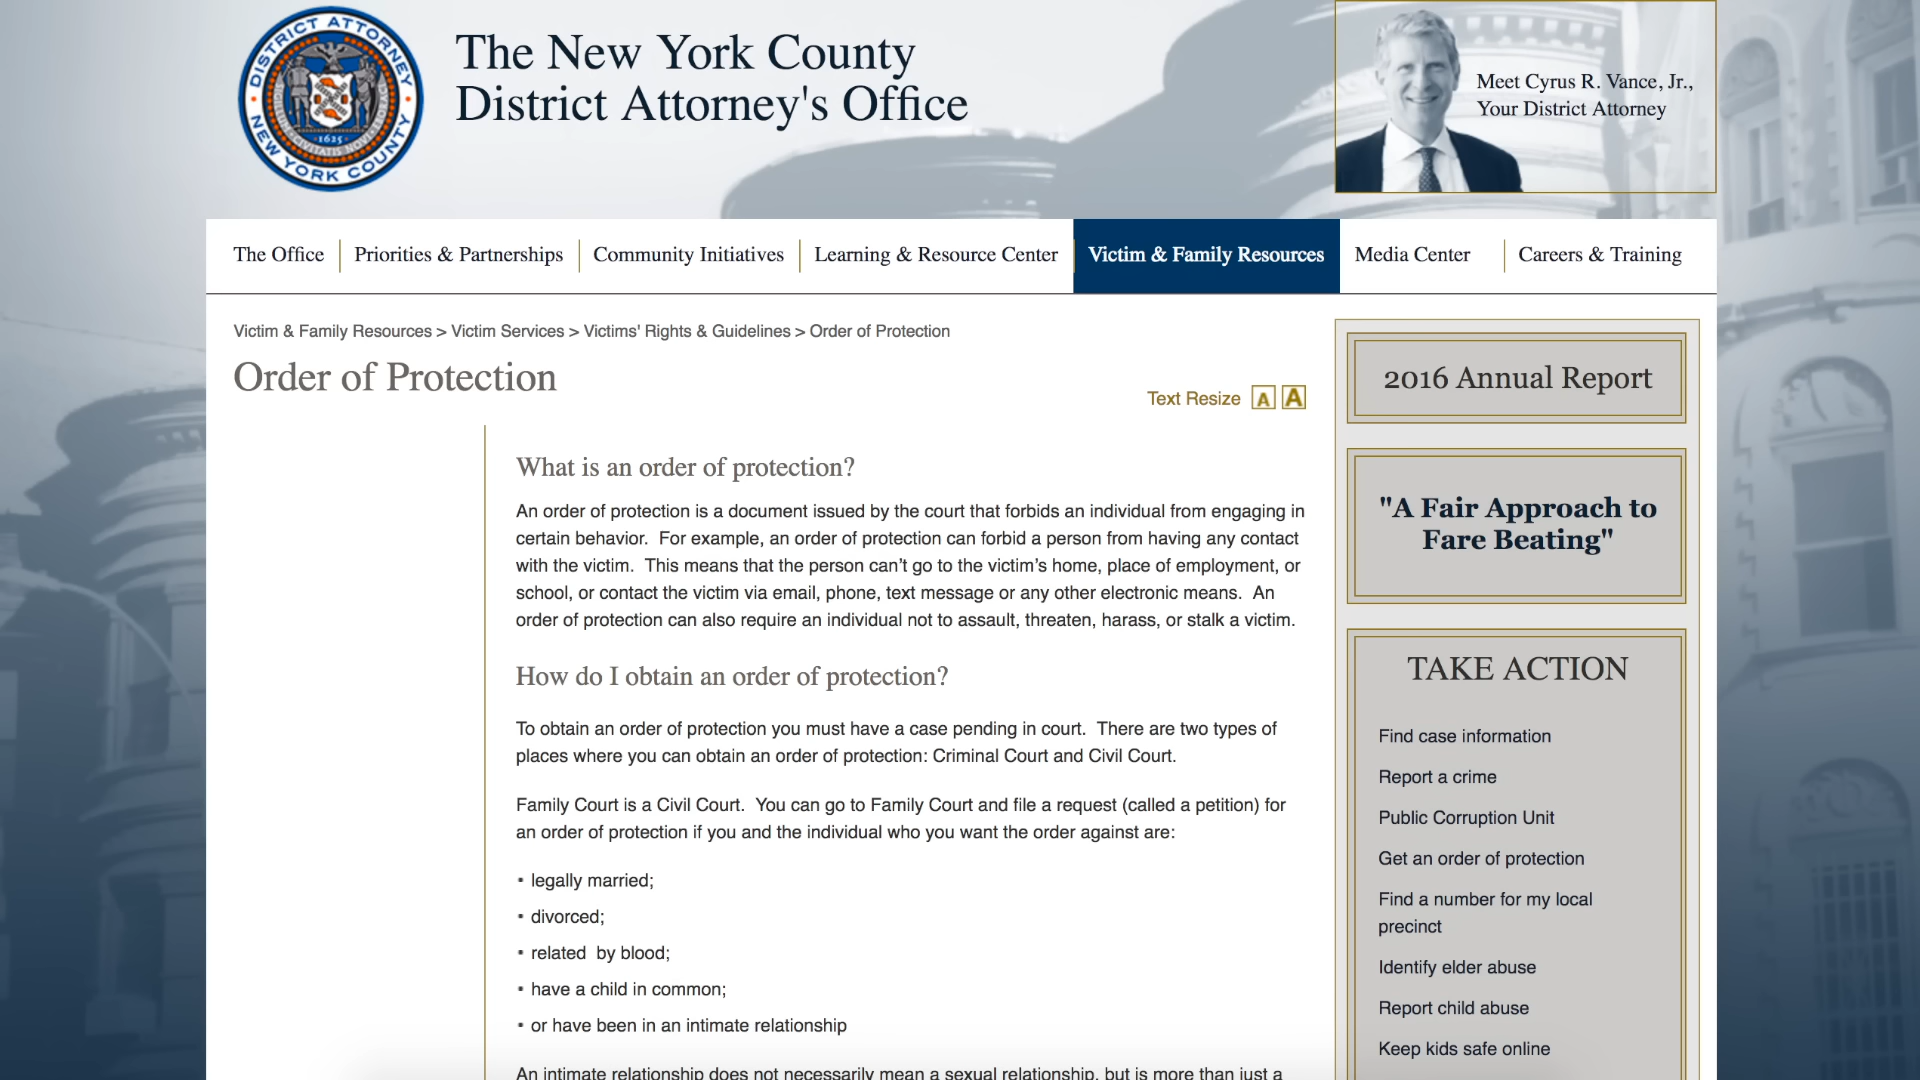 DISTRICT ATTORNEY
1625
NEW YORK COUNTY
The New York County
District Attorney's Office
Meet Cyrus R. Vance, Jr.,
Your District Attorney
The Office
Priorities & Partnerships
Community Initiatives
Learning & Resource Center
Victim & Family Resources
Media Center
Careers & Training
Victim & Family Resources > Victim Services > Victims' Rights & Guidelines > Order of Protection
Order of Protection
Text Resize A A
What is an order of protection?
An order of protection is a document issued by the court that forbids an individual from engaging in
certain behavior.  For example, an order of protection can forbid a person from having any contact
with the victim.  This means that the person can’t go to the victim’s home, place of employment, or
school, or contact the victim via email, phone, text message or any other electronic means.  An
order of protection can also require an individual not to assault, threaten, harass, or stalk a victim.
How do I obtain an order of protection?
To obtain an order of protection you must have a case pending in court.  There are two types of
places where you can obtain an order of protection: Criminal Court and Civil Court.
Family Court is a Civil Court.  You can go to Family Court and file a request (called a petition) for
an order of protection if you and the individual who you want the order against are:
• legally married;
• divorced;
• related  by blood;
• have a child in common;
• or have been in an intimate relationship
An intimate relationship does not necessarily mean a sexual relationship, but is more than just a
2016 Annual Report
"A Fair Approach to
Fare Beating"
TAKE ACTION
Find case information
Report a crime
Public Corruption Unit
Get an order of protection
Find a number for my local
precinct
Identify elder abuse
Report child abuse
Keep kids safe online